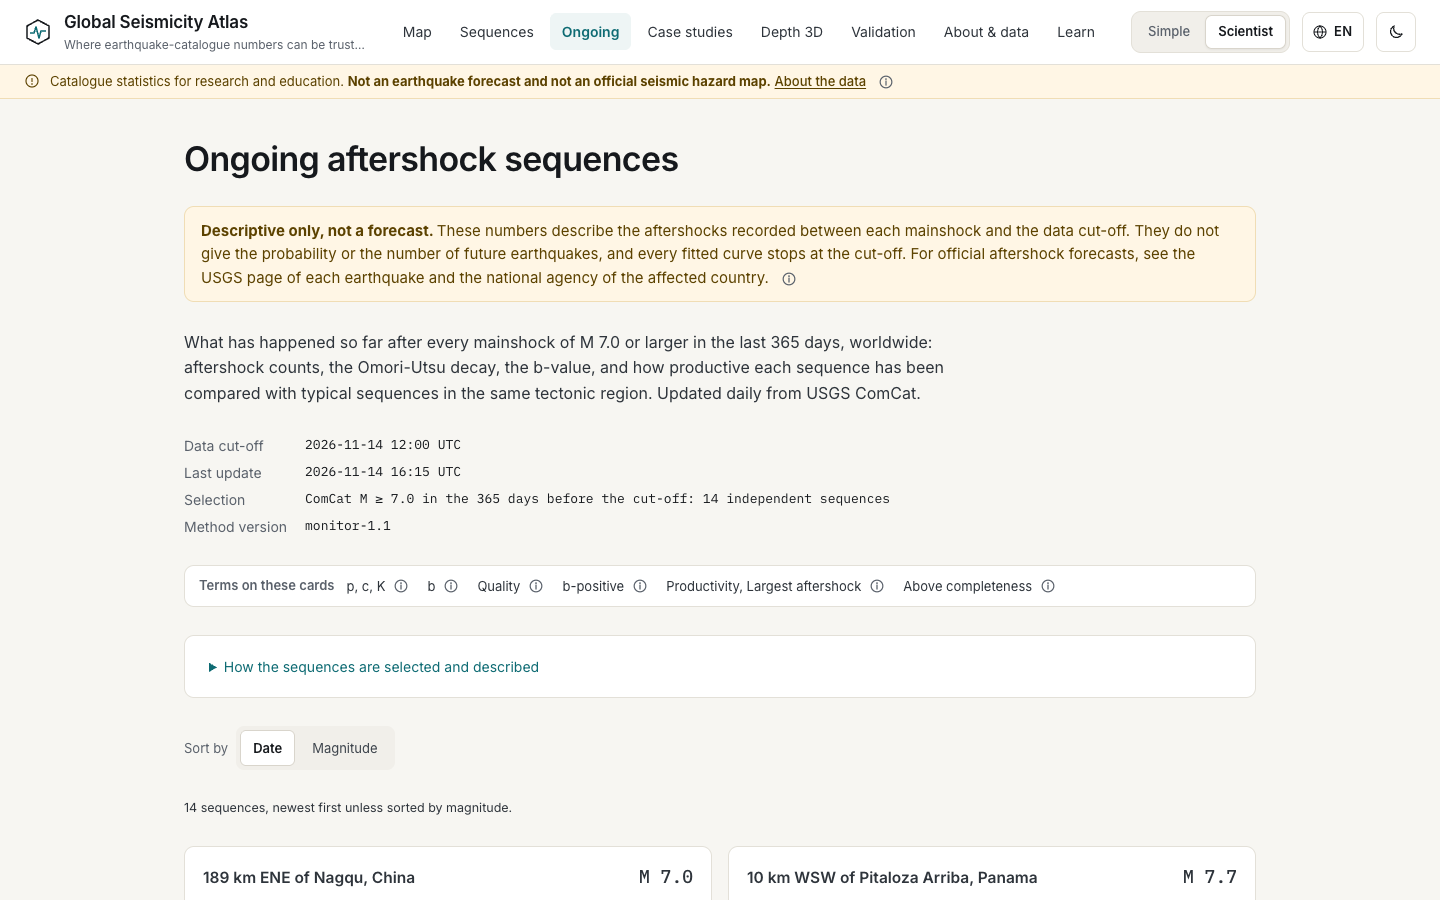 Global Seismicity Atlas
Where earthquake-catalogue numbers can be trust...
Map
Sequences
Ongoing
Case studies
Depth 3D
Validation
About & data
Learn
Simple
Scientist
EN
Catalogue statistics for research and education. Not an earthquake forecast and not an official seismic hazard map. About the data
Ongoing aftershock sequences
Descriptive only, not a forecast. These numbers describe the aftershocks recorded between each mainshock and the data cut-off. They do not
give the probability or the number of future earthquakes, and every fitted curve stops at the cut-off. For official aftershock forecasts, see the
USGS page of each earthquake and the national agency of the affected country.
What has happened so far after every mainshock of M 7.0 or larger in the last 365 days, worldwide:
aftershock counts, the Omori-Utsu decay, the b-value, and how productive each sequence has been
compared with typical sequences in the same tectonic region. Updated daily from USGS ComCat.
Data cut-off 2026-11-14 12:00 UTC
Last update 2026-11-14 16:15 UTC
Selection ComCat M ≥ 7.0 in the 365 days before the cut-off: 14 independent sequences
Method version monitor-1.1
Terms on these cards p, c, K b Quality b-positive Productivity, Largest aftershock Above completeness
How the sequences are selected and described
Sort by Date Magnitude
14 sequences, newest first unless sorted by magnitude.
189 km ENE of Nagqu, China M 7.0
10 km WSW of Pitaloza Arriba, Panama M 7.7